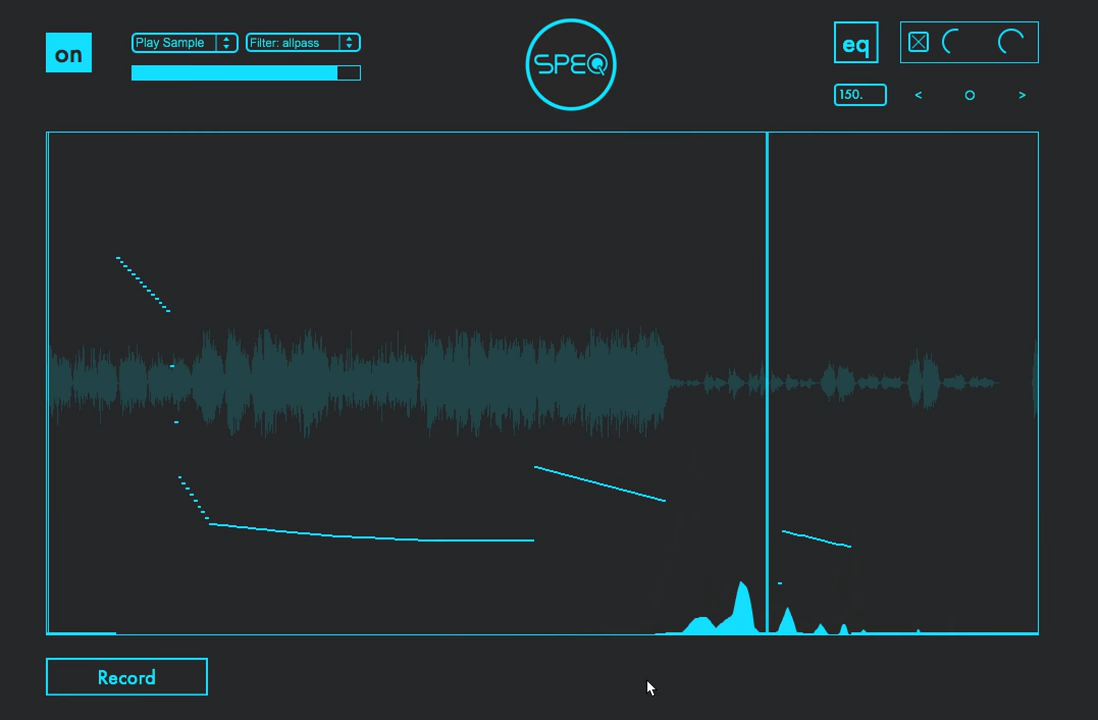 on
Play Sample
Filter: allpass
SPEQ
eq
150.
< O >
Record